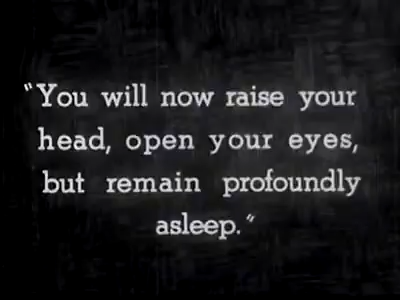 "You will now raise your
head, open your eyes,
but remain profoundly
asleep."